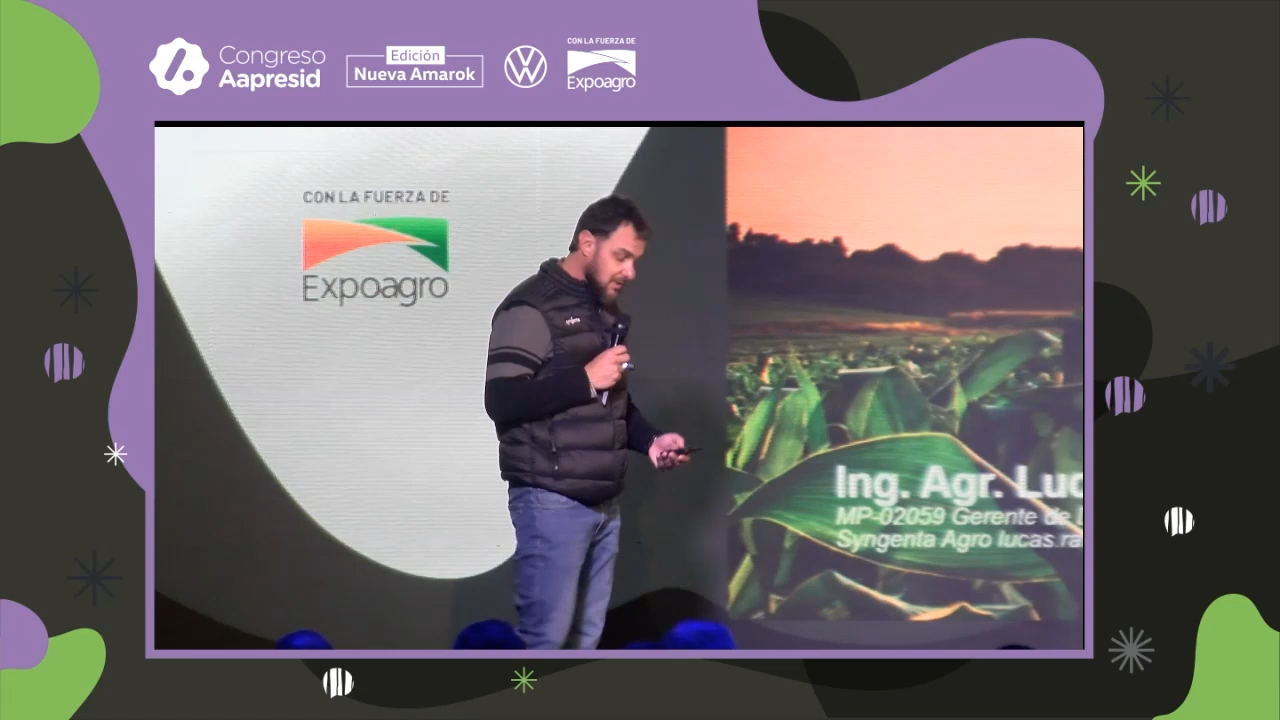 Congreso
Aapresid
Edición
Nueva Amarok
CON LA FUERZA DE
Expoagro
CON LA FUERZA DE
Expoagro
Ing. Agr. Luc
MP-02059 Gerente de
Syngenta Agro lucas.ra